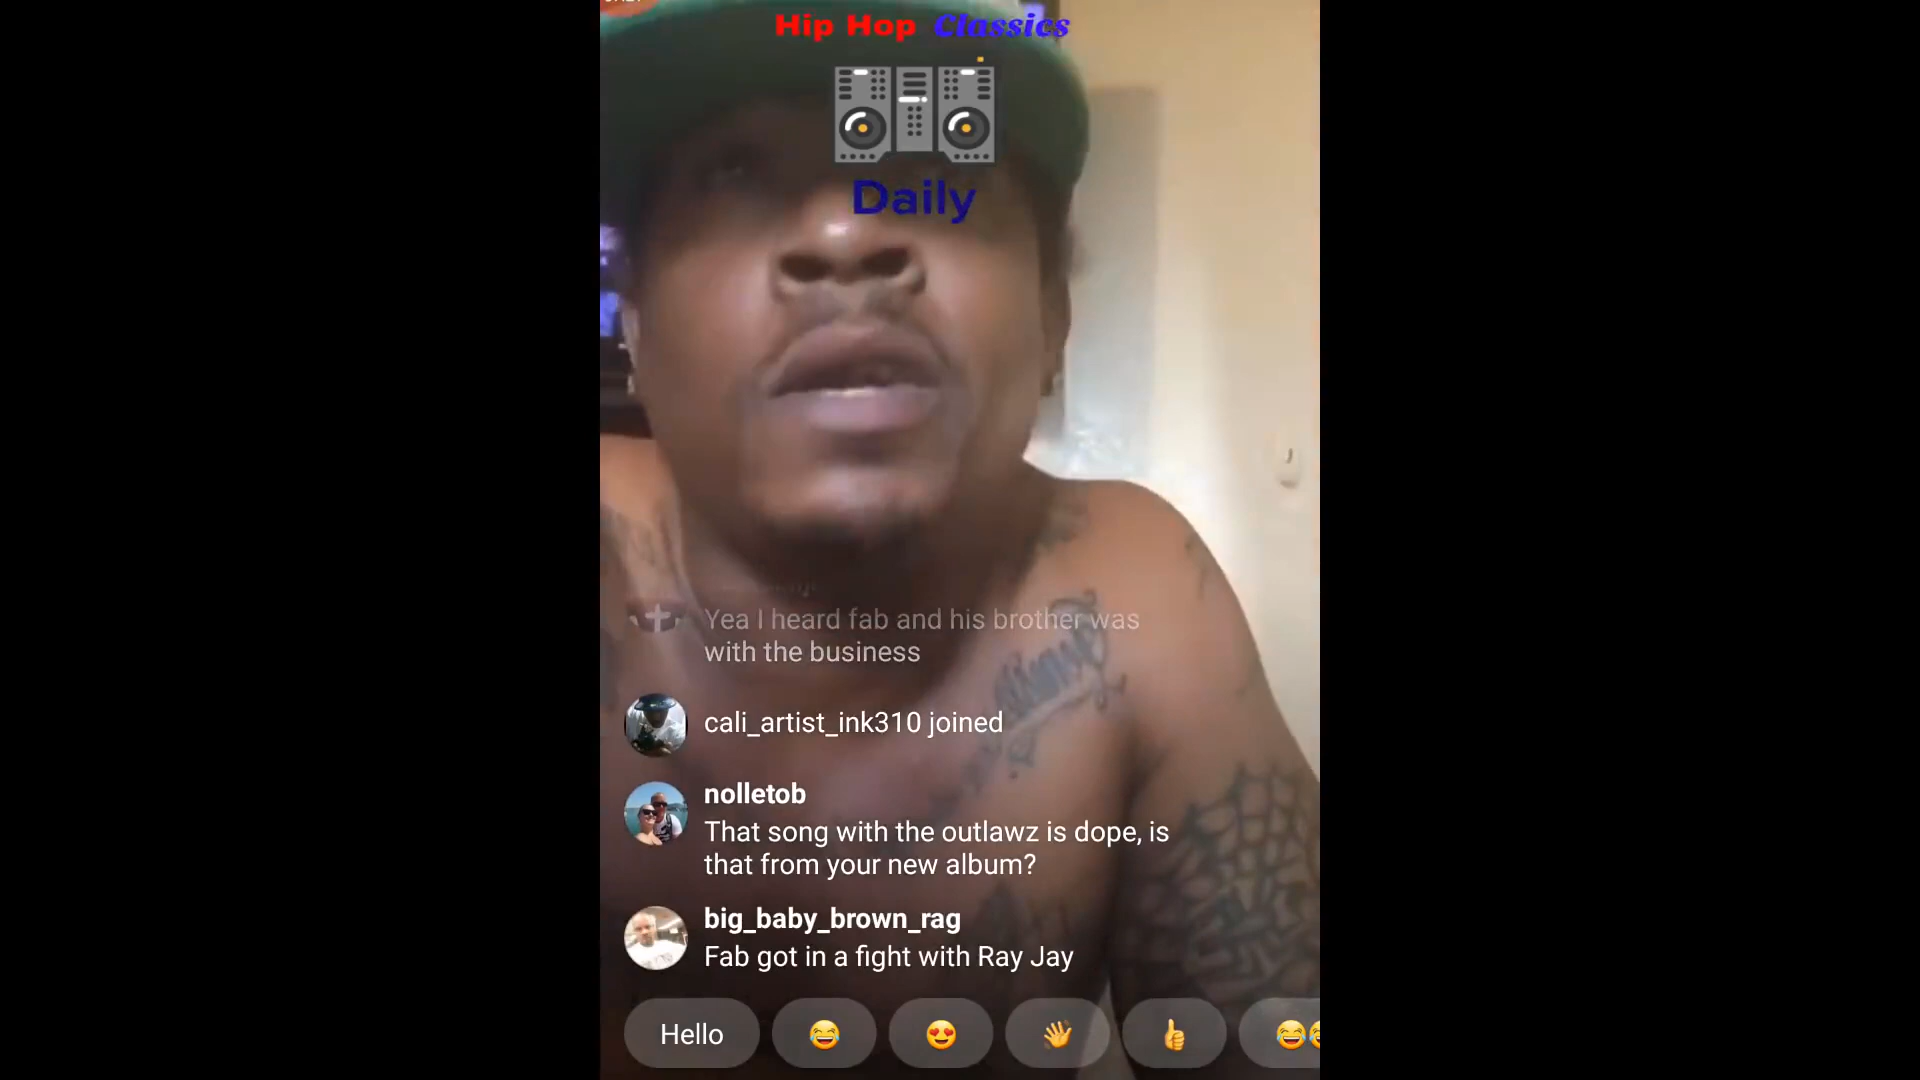 Hip Hop Classics
Daily
Yea I heard fab and his brother was
with the business
cali_artist_ink310 joined
nolletob
That song with the outlawz is dope, is
that from your new album?
big_baby_brown_rag
Fab got in a fight with Ray Jay
Hello